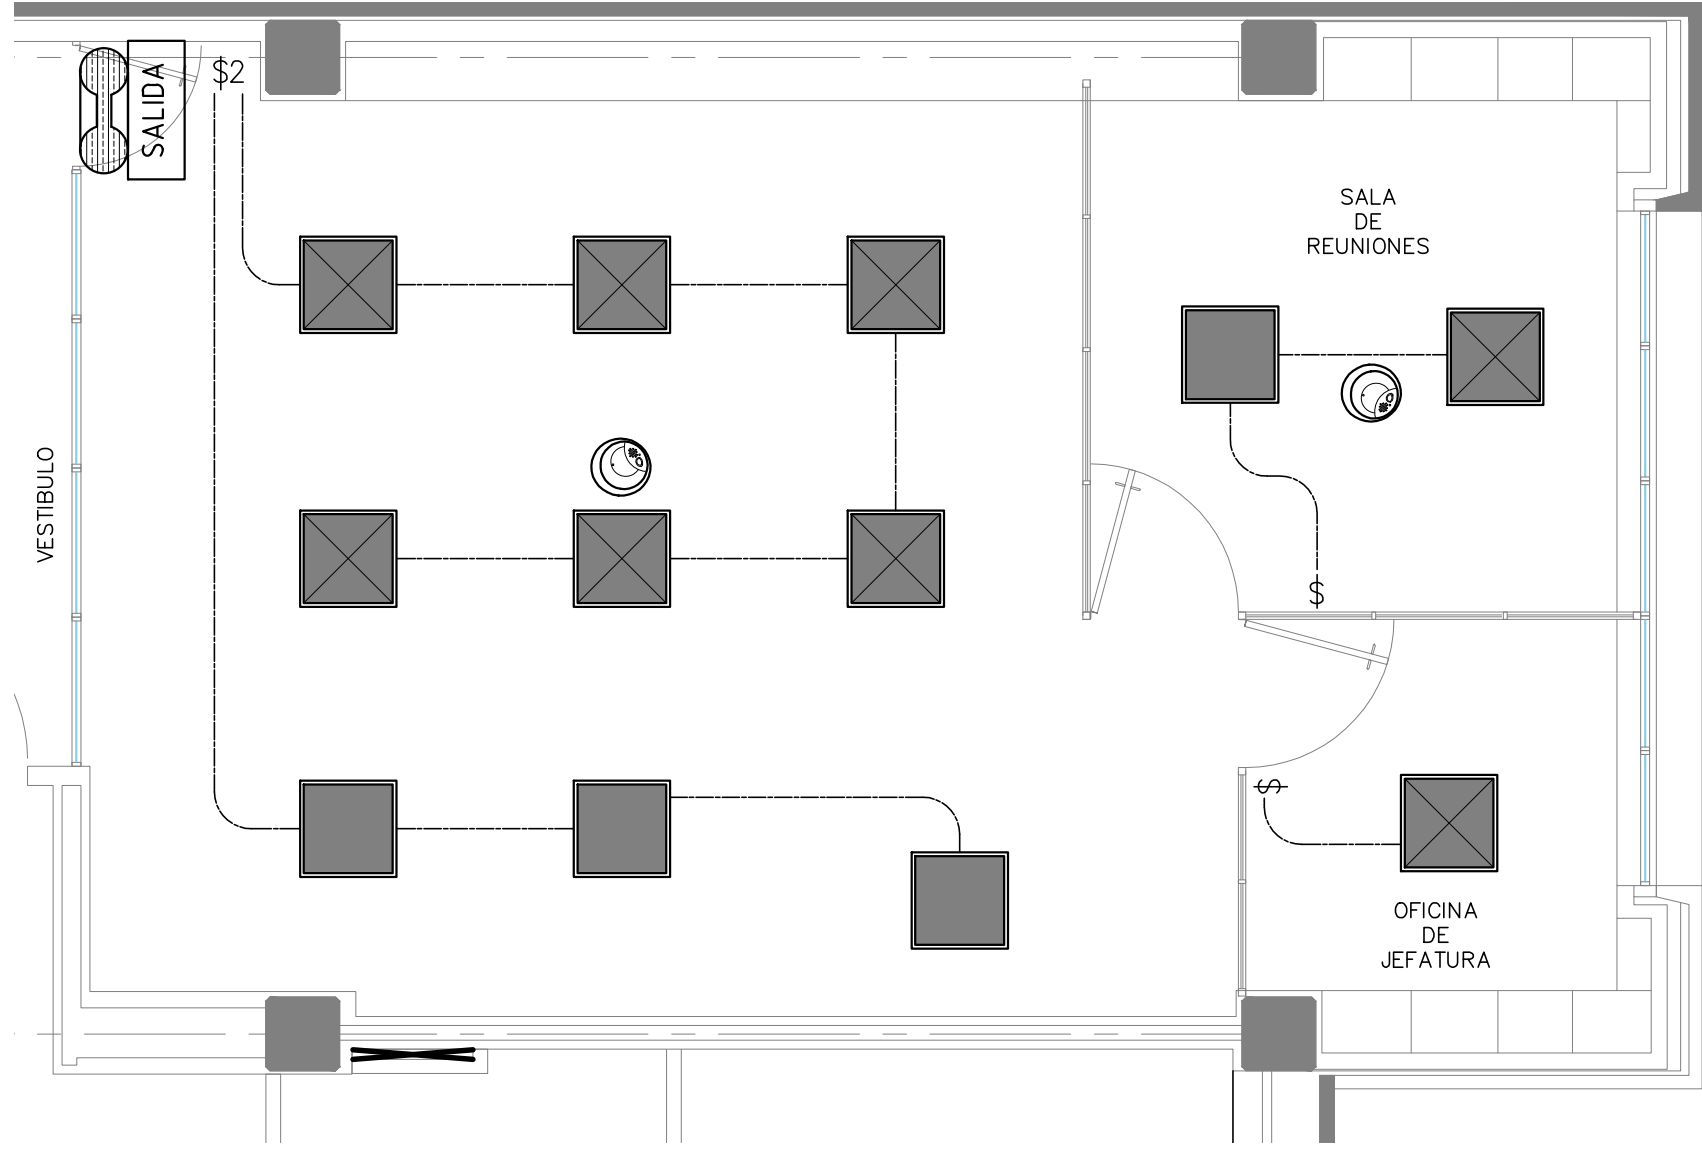 SALIDA
$2
SALA
DE
REUNIONES
VESTIBULO
$
$
OFICINA
DE
JEFATURA